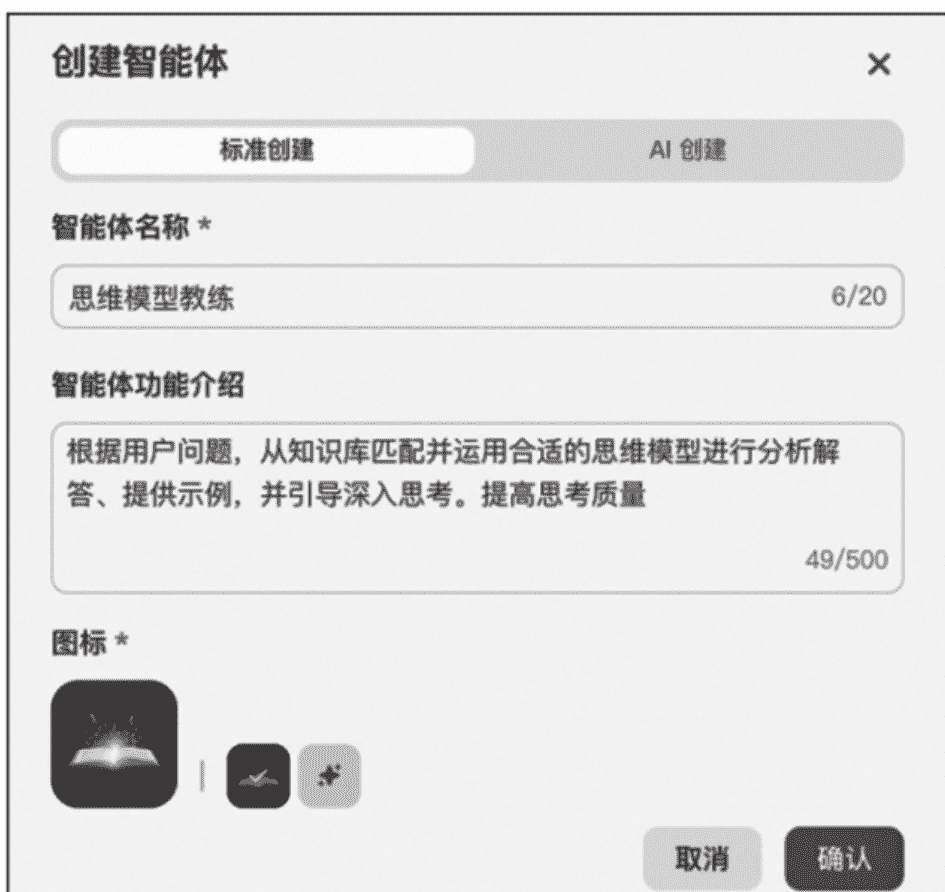 创建智能体
标准创建
AI 创建
智能体名称 *
思维模型教练
6/20
智能体功能介绍
根据用户问题，从知识库匹配并运用合适的思维模型进行分析解
答、提供示例，并引导深入思考。提高思考质量
49/500
图标 *
取消
确认